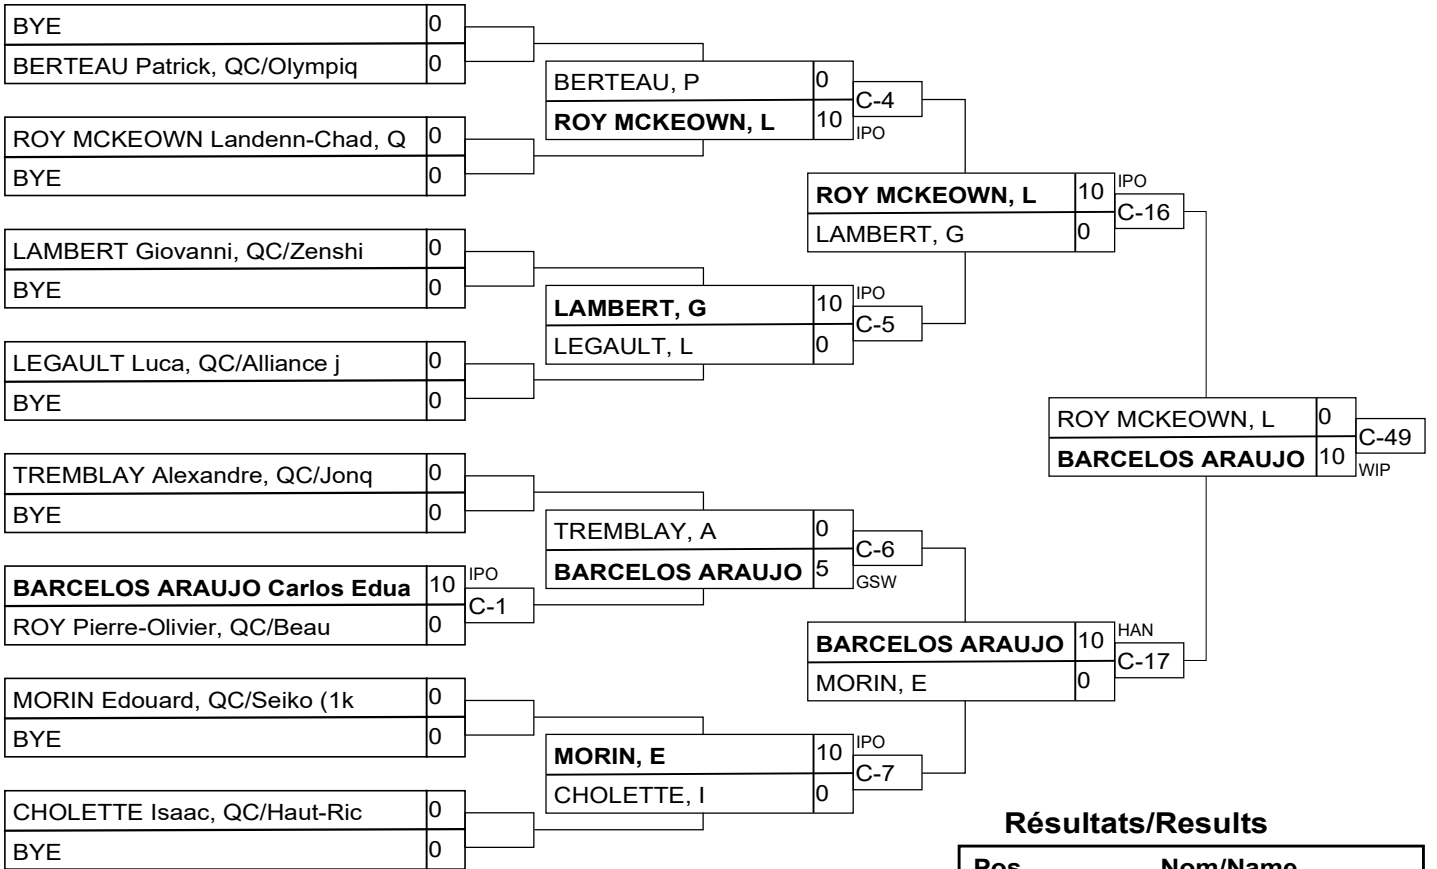 BYE 0
BERTEAU Patrick, QC/Olympiq 0
ROY MCKEOWN Landenn-Chad, Q 0
BYE 0
LAMBERT Giovanni, QC/Zenshi 0
BYE 0
LEGAULT Luca, QC/Alliance j 0
BYE 0
TREMBLAY Alexandre, QC/Jonq 0
BYE 0
BARCELOS ARAUJO Carlos Edua 10 IPO
C-1
ROY Pierre-Olivier, QC/Beau 0
MORIN Edouard, QC/Seiko (1k 0
BYE 0
CHOLETTE Isaac, QC/Haut-Ric 0
BYE 0
BERTEAU, P 0
C-4
ROY MCKEOWN, L 10 IPO
LAMBERT, G 10 IPO
C-5
LEGAULT, L 0
TREMBLAY, A 0
C-6
BARCELOS ARAUJO 5 GSW
MORIN, E 10 IPO
C-7
CHOLETTE, I 0
ROY MCKEOWN, L 10 IPO
C-16
LAMBERT, G 0
BARCELOS ARAUJO 10 HAN
C-17
MORIN, E 0
ROY MCKEOWN, L 0
C-49
BARCELOS ARAUJO 10 WIP
Résultats/Results
Pos Nom/Name